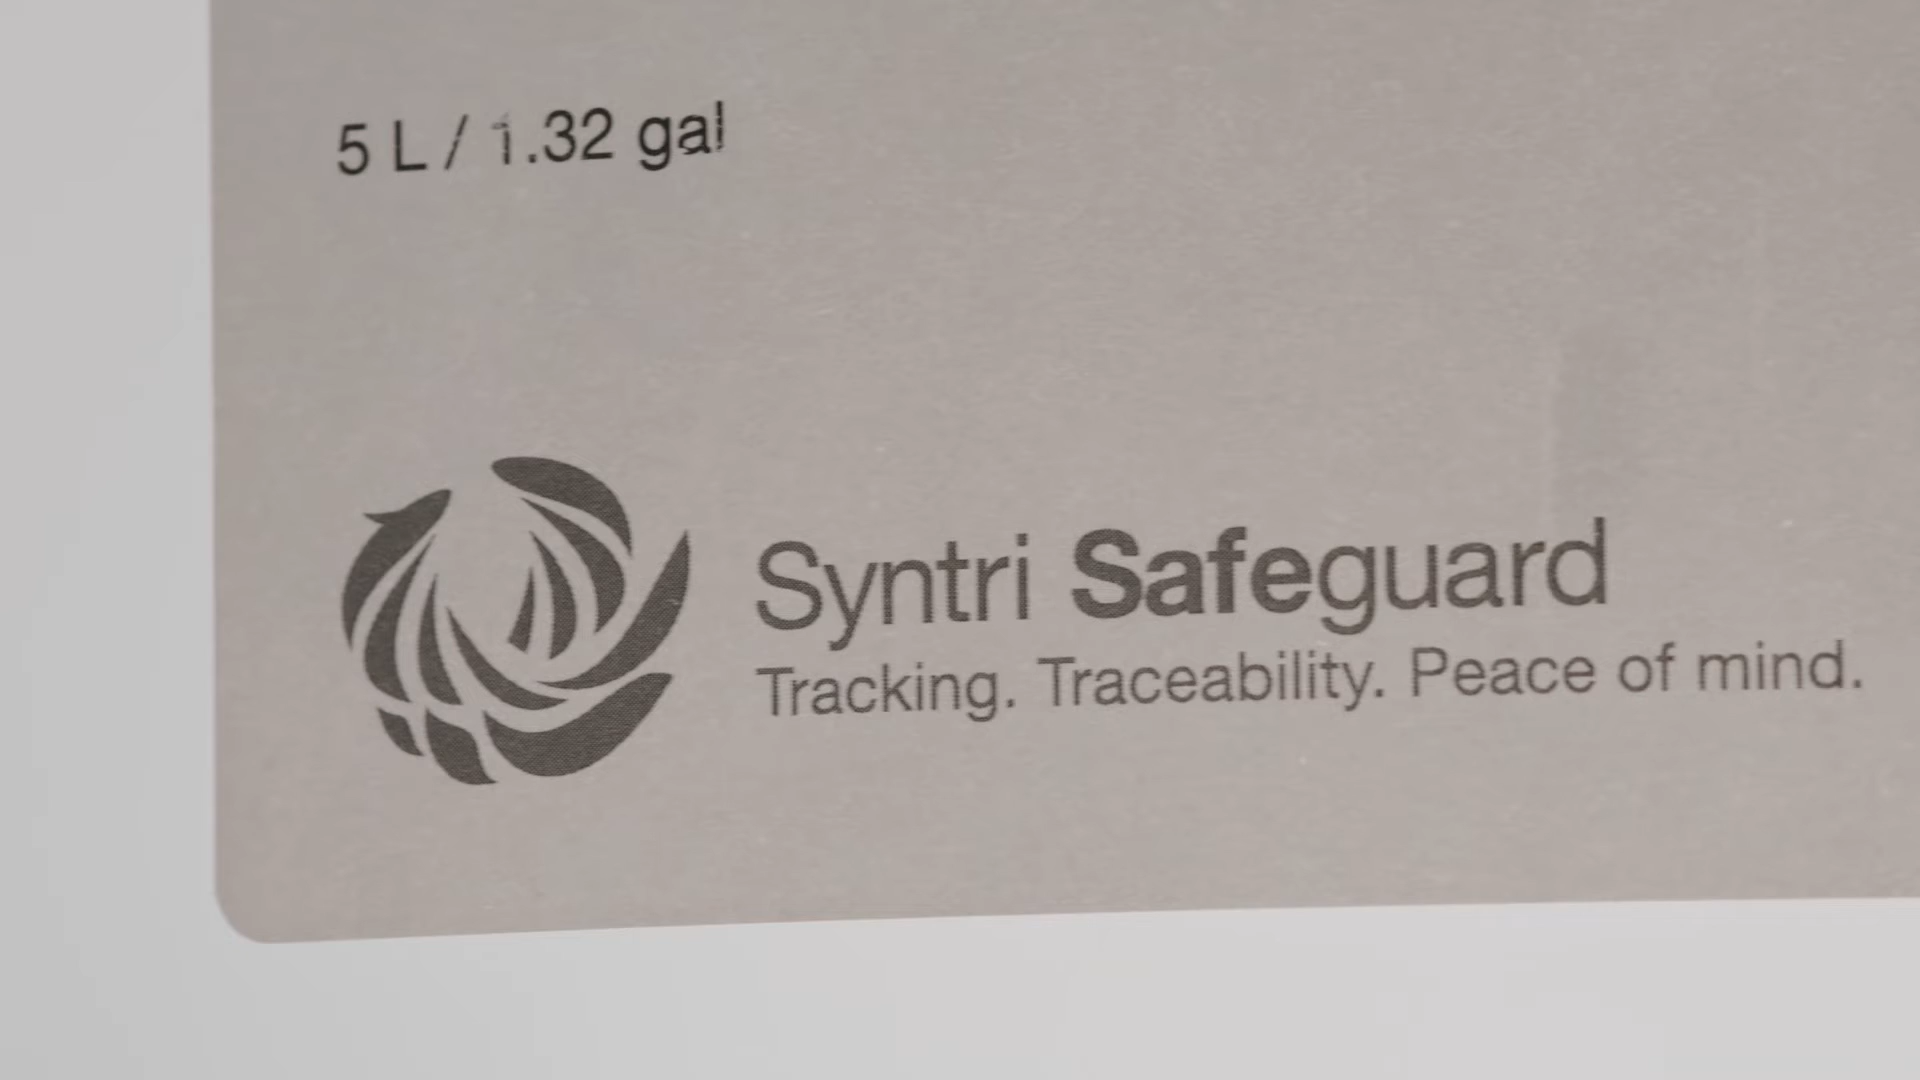 5 L / 1.32 gal
Syntri Safeguard
Tracking. Traceability. Peace of mind.